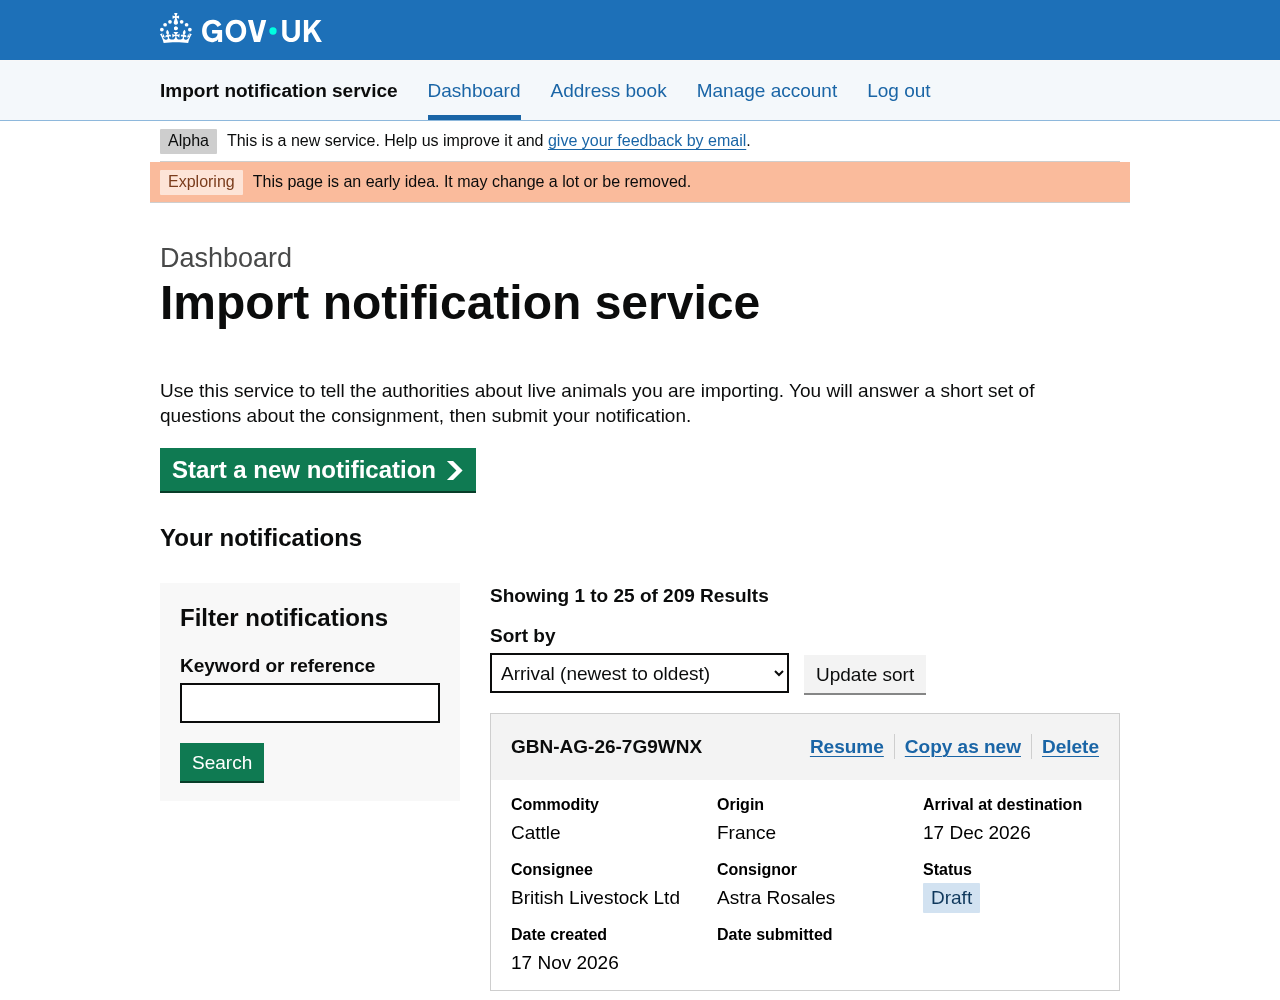 GOV.UK
Import notification service Dashboard Address book Manage account Log out
Alpha This is a new service. Help us improve it and give your feedback by email.
Exploring This page is an early idea. It may change a lot or be removed.
Dashboard
Import notification service
Use this service to tell the authorities about live animals you are importing. You will answer a short set of
questions about the consignment, then submit your notification.
Start a new notification
Your notifications
Filter notifications
Keyword or reference
Search
Showing 1 to 25 of 209 Results
Sort by
Arrival (newest to oldest) Update sort
GBN-AG-26-7G9WNX Resume Copy as new Delete
Commodity Origin Arrival at destination
Cattle France 17 Dec 2026
Consignee Consignor Status
British Livestock Ltd Astra Rosales Draft
Date created Date submitted
17 Nov 2026